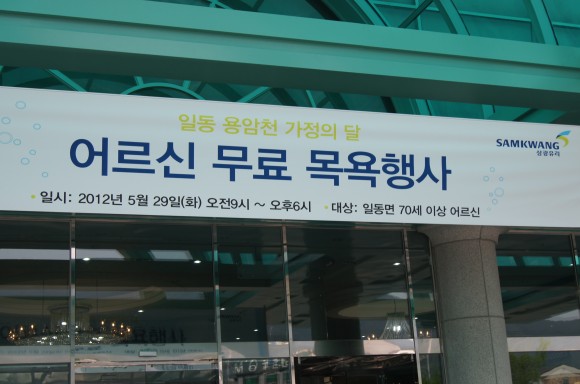 일동 용암천 가정의 달
어르신 무료 목욕행사
SAMKWANG
삼광유리
• 일시: 2012년 5월 29일(화) 오전9시 ~ 오후6시 • 대상: 일동면 70세 이상 어르신